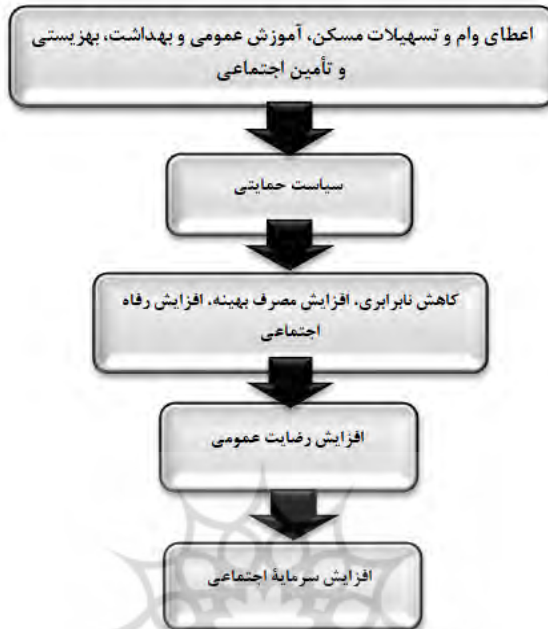 اعطای وام و تسهیلات مسکن، آموزش عمومی و بهداشت، بهزیستی
و تأمین اجتماعی
سیاست حمایتی
کاهش نابرابری، افزایش مصرف بهینه، افزایش رفاه
اجتماعی
افزایش رضایت عمومی
افزایش سرمایۀ اجتماعی